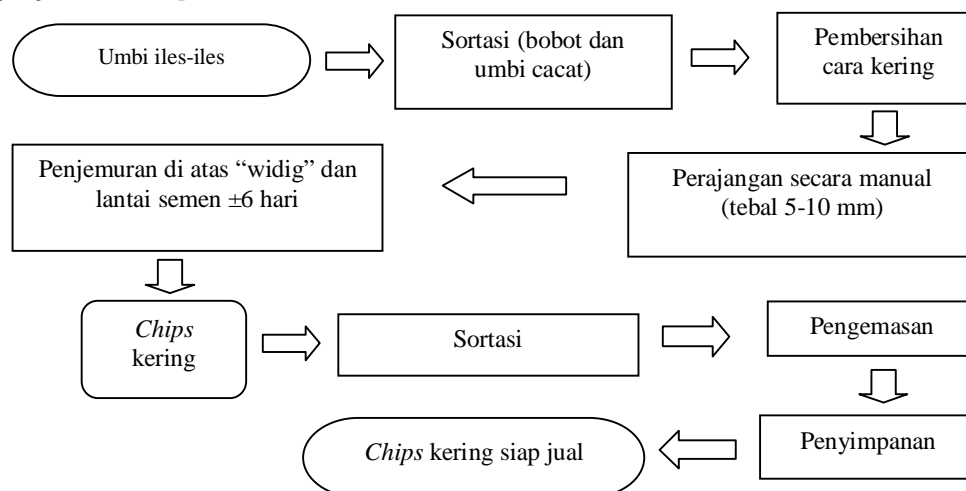 Umbi iles-iles
Sortasi (bobot dan
umbi cacat)
Pembersihan
cara kering
Perajangan secara manual
(tebal 5-10 mm)
Penjemuran di atas “widig” dan
lantai semen ±6 hari
Chips
kering
Sortasi
Pengemasan
Penyimpanan
Chips kering siap jual